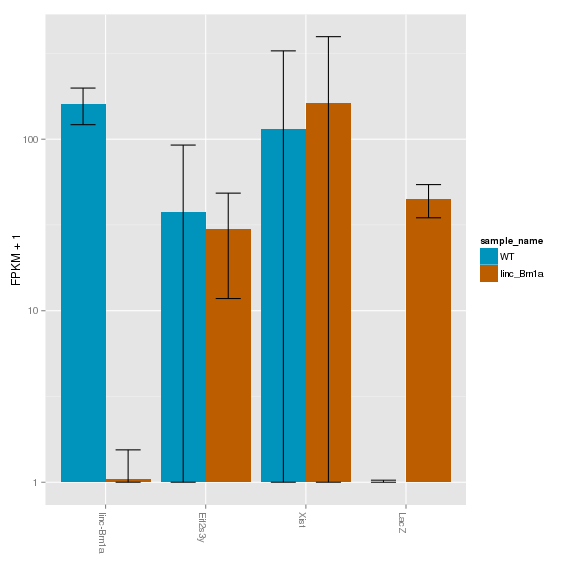 FPKM + 1
100
10
1
linc-Brn1a
Eif2s3y
Xist
LacZ
sample_name
WT
linc_Brn1a